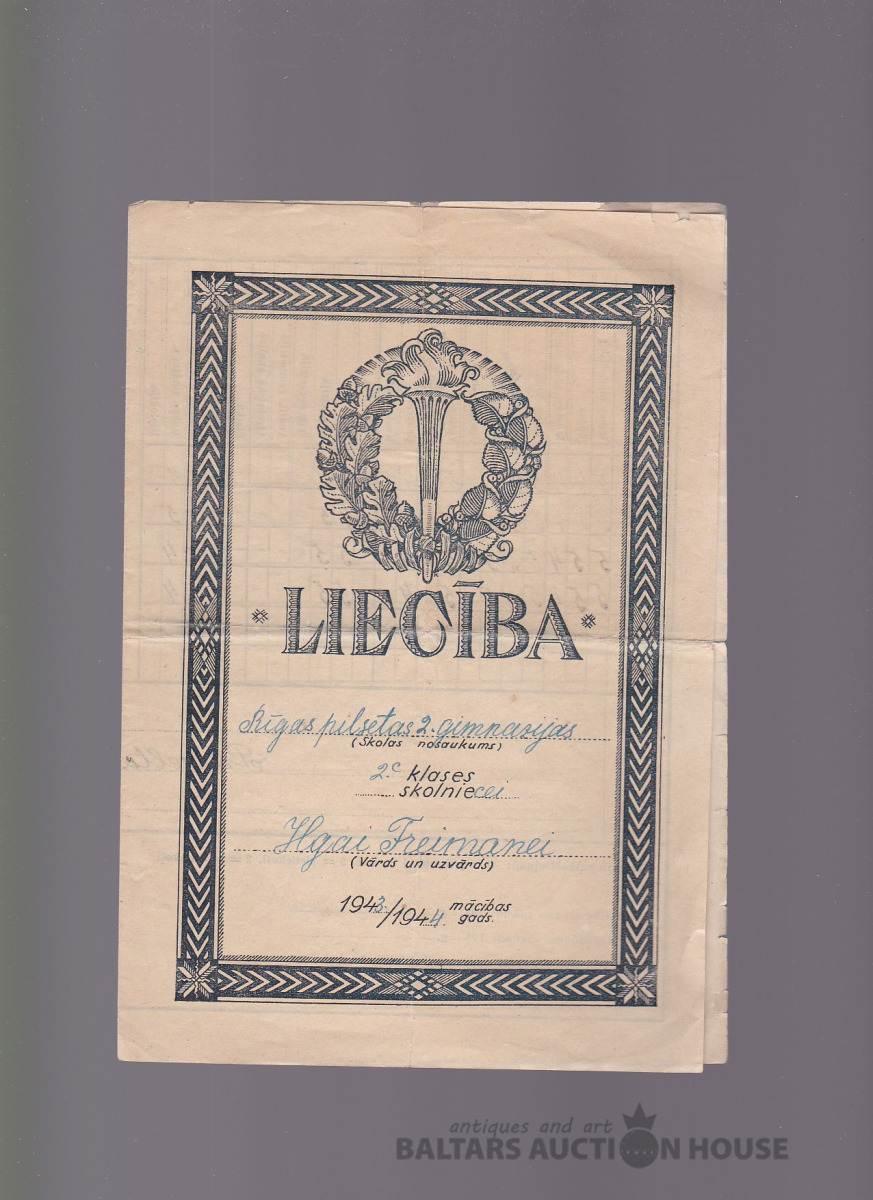 LIECĪBA
Rīgas pilsētas 2. gimnazijas
(Skolas nosaukums)
2.c klases
skolniecei
Ilgai Freimanei
(Vārds un uzvārds)
1943/1944. mācības
gads.
antiques and art
BALTARS AUCTION HOUSE